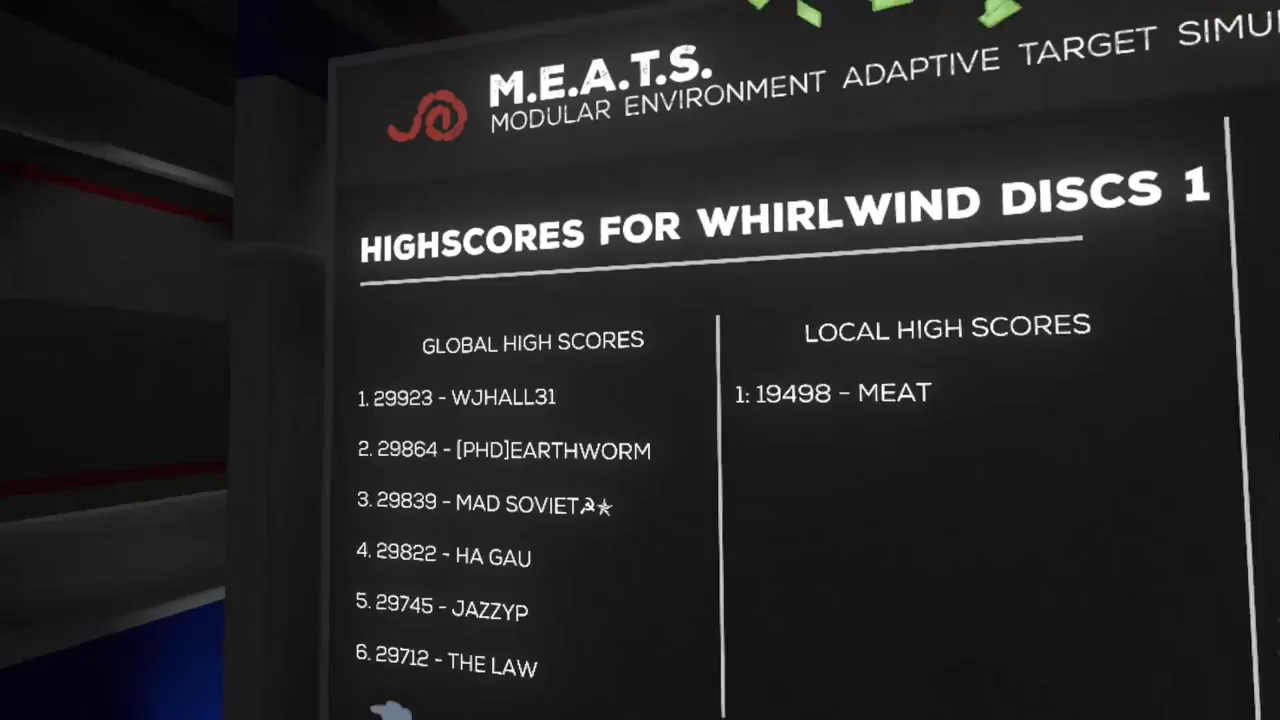 M.E.A.T.S.
MODULAR ENVIRONMENT ADAPTIVE TARGET
HIGHSCORES FOR WHIRLWIND DISCS 1
GLOBAL HIGH SCORES
1. 29923 - WJHALL31
2. 29864 - [PHD]EARTHWORM
3. 29839 - MAD SOVIET☭★
4. 29822 - HA GAU
5. 29745 - JAZZYP
6. 29712 - THE LAW
LOCAL HIGH SCORES
1: 19498 - MEAT